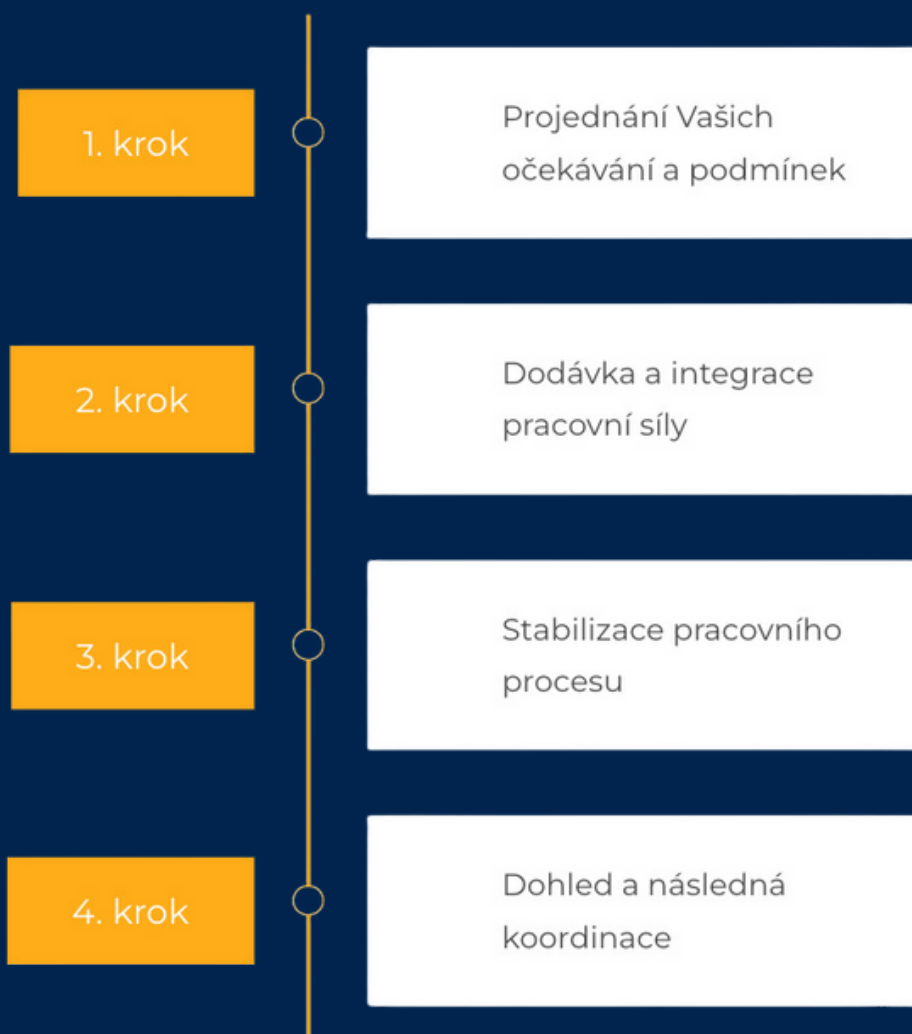 1. krok
Projednání Vašich
očekávání a podmínek
2. krok
Dodávka a integrace
pracovní síly
3. krok
Stabilizace pracovního
procesu
4. krok
Dohled a následná
koordinace